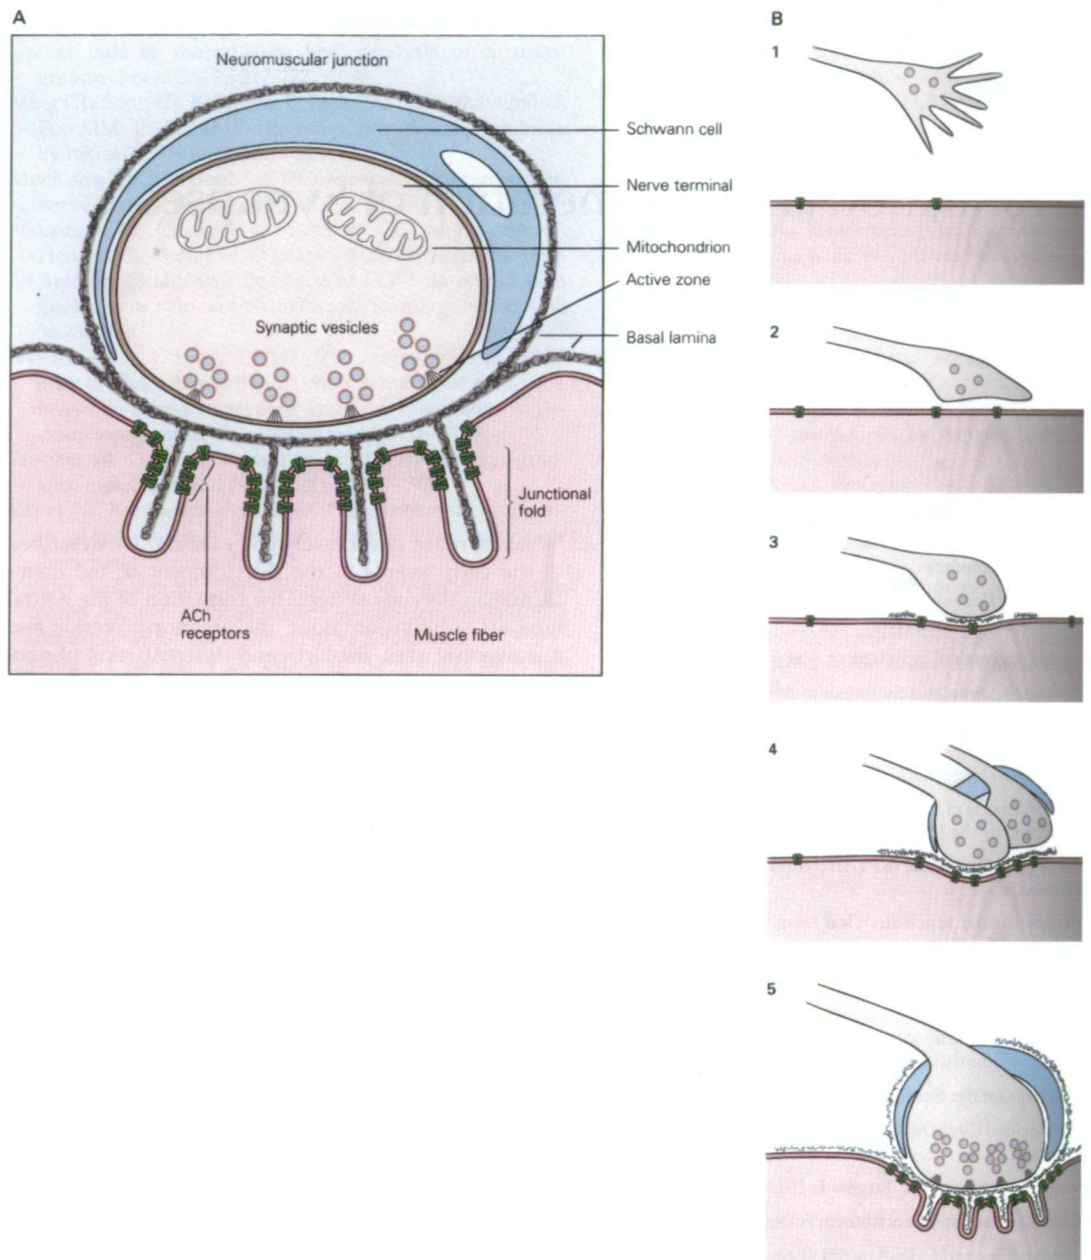 A
Neuromuscular junction
Schwann cell
Nerve terminal
Mitochondrion
Active zone
Synaptic vesicles
Basal lamina
Junctional
fold
ACh
receptors
Muscle fiber
B
1
2
3
4
5